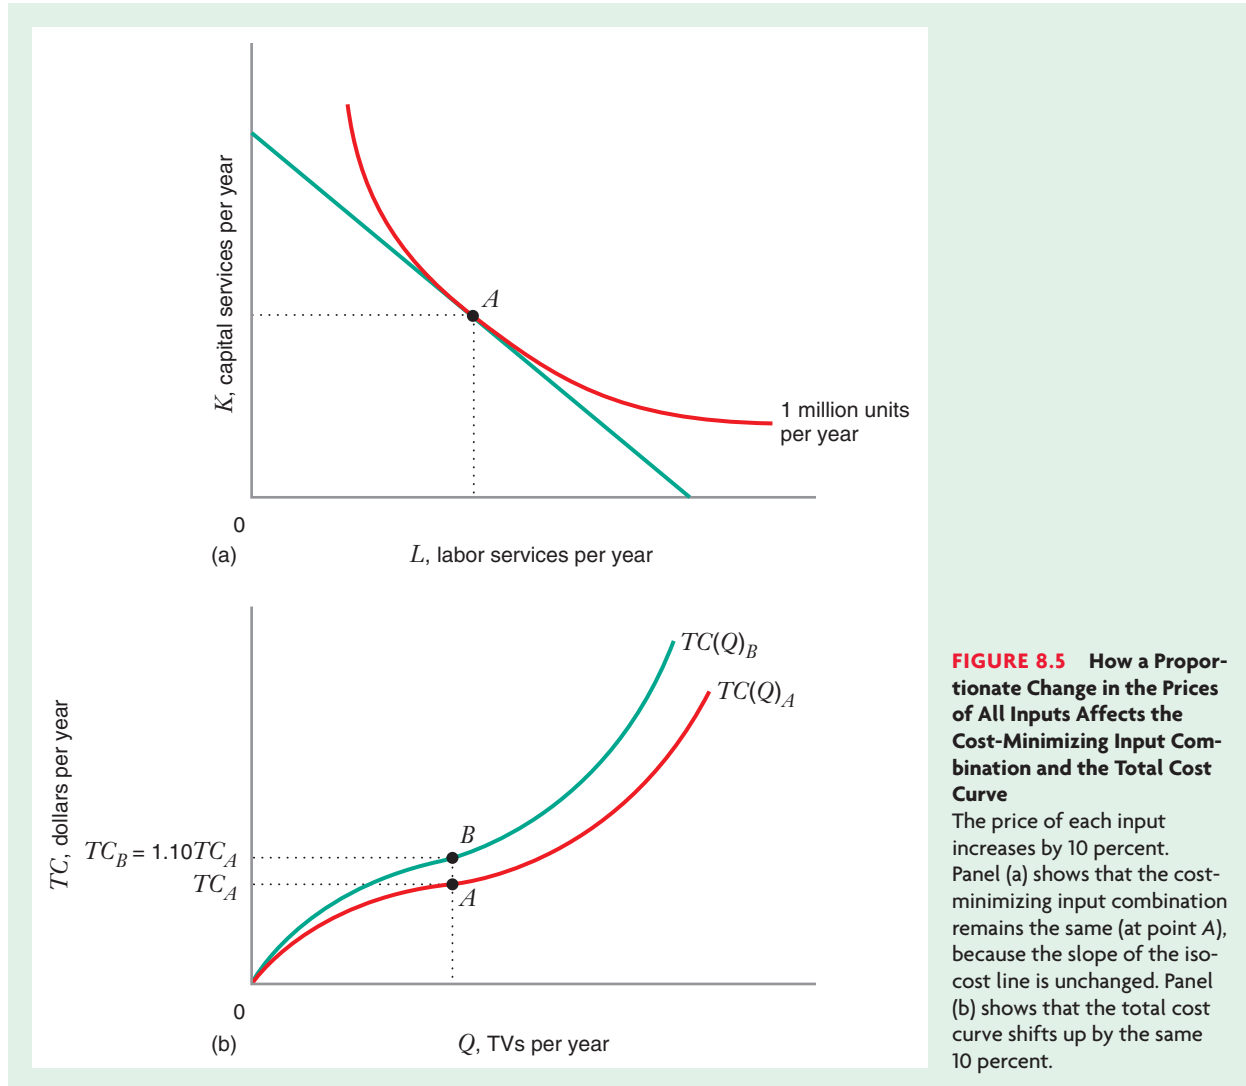 K, capital services per year
A
1 million units
per year
0
(a)
L, labor services per year
TC(Q)B
TC(Q)A
TC, dollars per year
B
TCB = 1.10TCA
TCA
A
0
(b)
Q, TVs per year
FIGURE 8.5 How a Propor-
tionate Change in the Prices
of All Inputs Affects the
Cost-Minimizing Input Com-
bination and the Total Cost
Curve
The price of each input
increases by 10 percent.
Panel (a) shows that the cost-
minimizing input combination
remains the same (at point A),
because the slope of the iso-
cost line is unchanged. Panel
(b) shows that the total cost
curve shifts up by the same
10 percent.